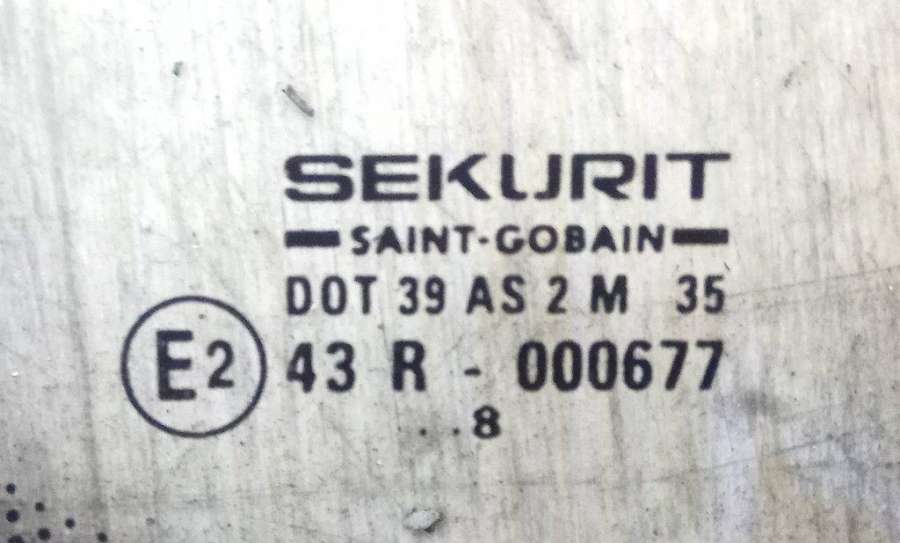 SEKURIT
SAINT-GOBAIN
DOT 39 AS 2 M 35
E2 43 R - 000677
..8